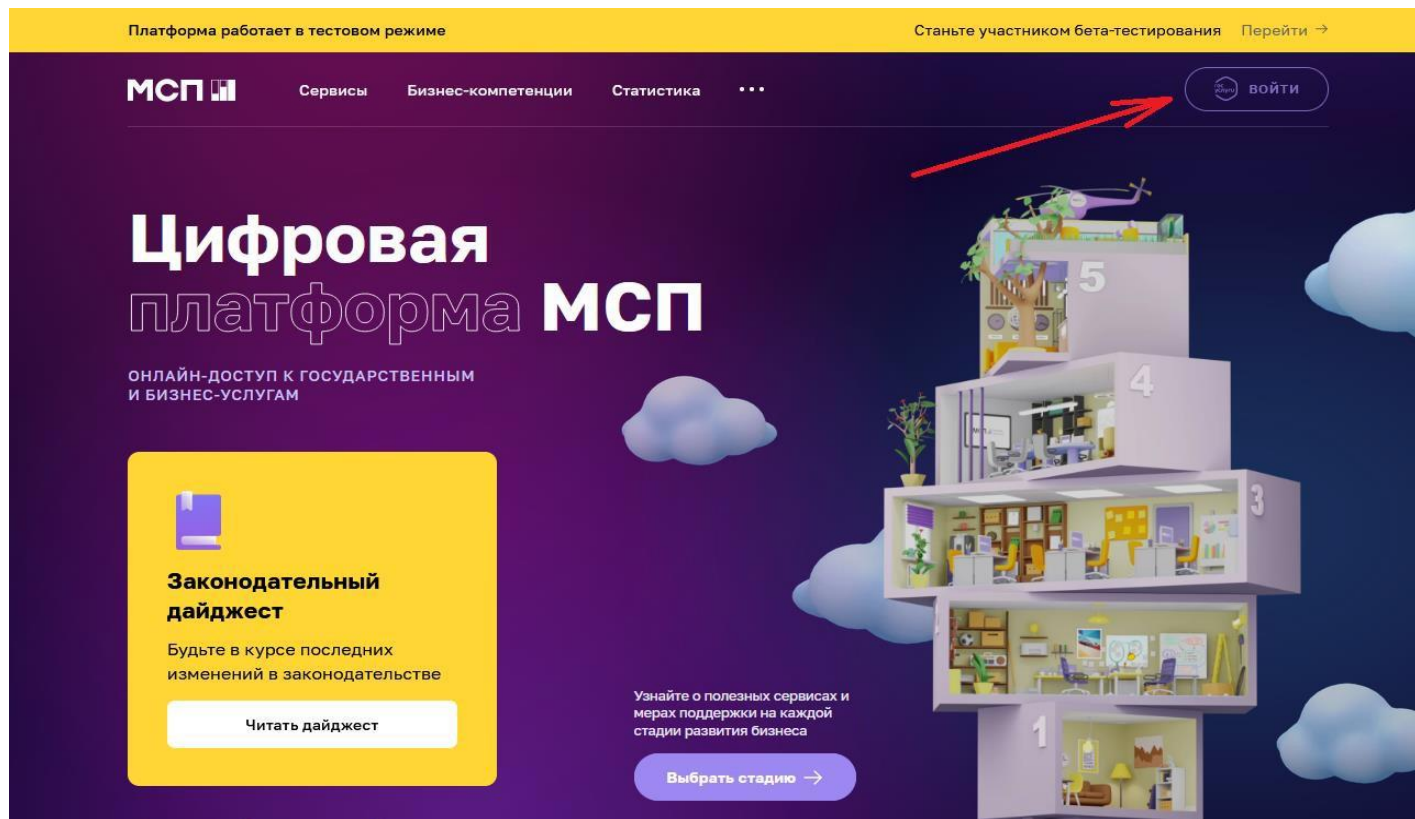 Платформа работает в тестовом режиме
Станьте участником бета-тестирования Перейти →
МСП
Сервисы Бизнес-компетенции Статистика •••
госуслуги ВОЙТИ
Цифровая
платформа МСП
ОНЛАЙН-ДОСТУП К ГОСУДАРСТВЕННЫМ
И БИЗНЕС-УСЛУГАМ
Законодательный
дайджест
Будьте в курсе последних
изменений в законодательстве
Читать дайджест
Узнайте о полезных сервисах и
мерах поддержки на каждой
стадии развития бизнеса
Выбрать стадию →
5
4
3
1